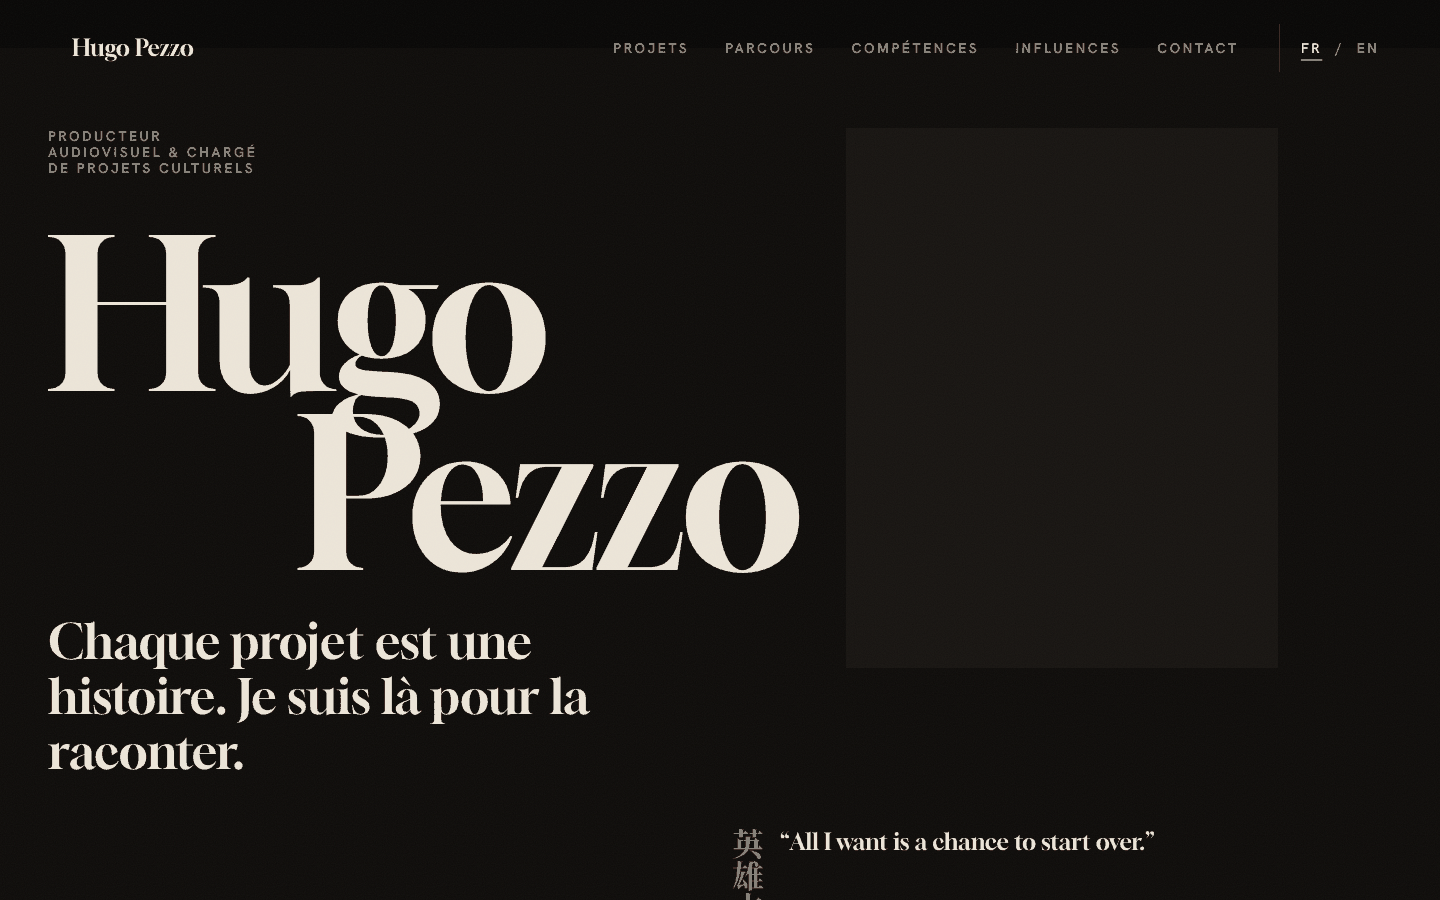 Hugo Pezzo
PROJETS
PARCOURS
COMPÉTENCES
INFLUENCES
CONTACT
FR / EN
PRODUCTEUR
AUDIOVISUEL & CHARGÉ
DE PROJETS CULTURELS
Hugo
Pezzo
Chaque projet est une
histoire. Je suis là pour la
raconter.
英雄
“All I want is a chance to start over.”